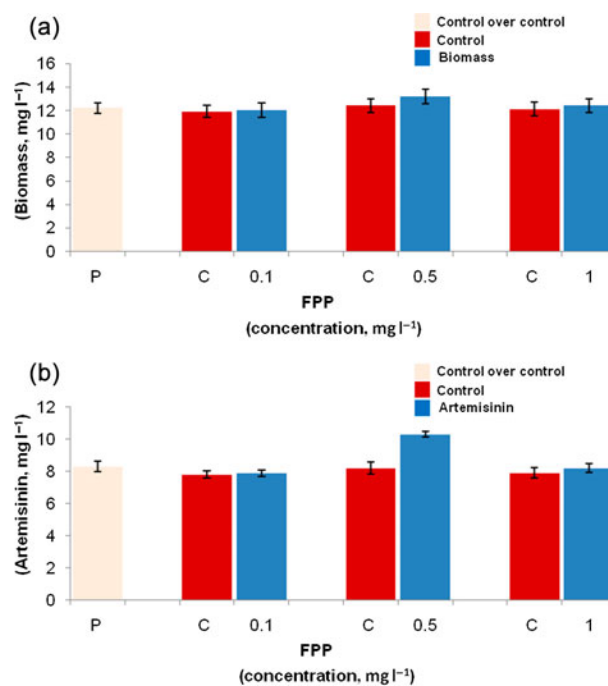 (a)
Control over control
Control
Biomass
16
14
12
10
8
6
4
2
0
(Biomass, mg l⁻¹)
P C 0.1 C 0.5 C 1
FPP
(concentration, mg l⁻¹)
(b)
Control over control
Control
Artemisinin
12
10
8
6
4
2
0
(Artemisinin, mg l⁻¹)
P C 0.1 C 0.5 C 1
FPP
(concentration, mg l⁻¹)